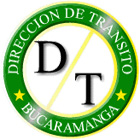 DIRECCION DE TRANSITO
D T
BUCARAMANGA